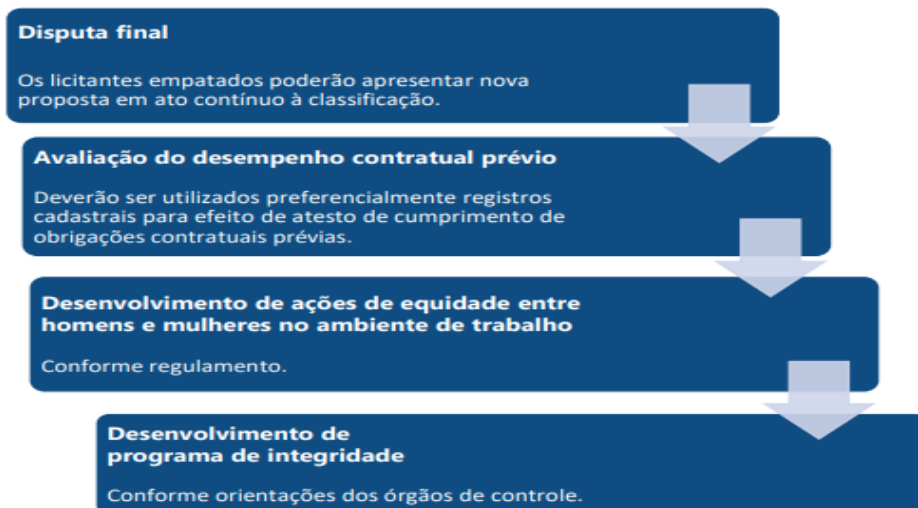 Disputa final
Os licitantes empatados poderão apresentar nova
proposta em ato contínuo à classificação.
Avaliação do desempenho contratual prévio
Deverão ser utilizados preferencialmente registros
cadastrais para efeito de atesto de cumprimento de
obrigações contratuais prévias.
Desenvolvimento de ações de equidade entre
homens e mulheres no ambiente de trabalho
Conforme regulamento.
Desenvolvimento de
programa de integridade
Conforme orientações dos órgãos de controle.